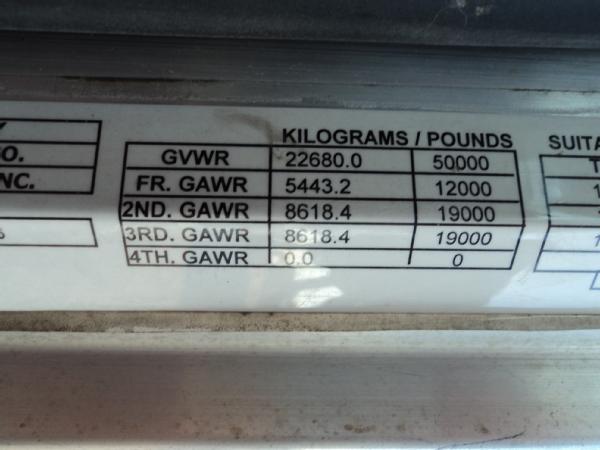 KILOGRAMS / POUNDS SUITA
O.
NC.
GVWR 22680.0 50000
FR. GAWR 5443.2 12000
2ND. GAWR 8618.4 19000
3RD. GAWR 8618.4 19000
4TH. GAWR 0.0 0